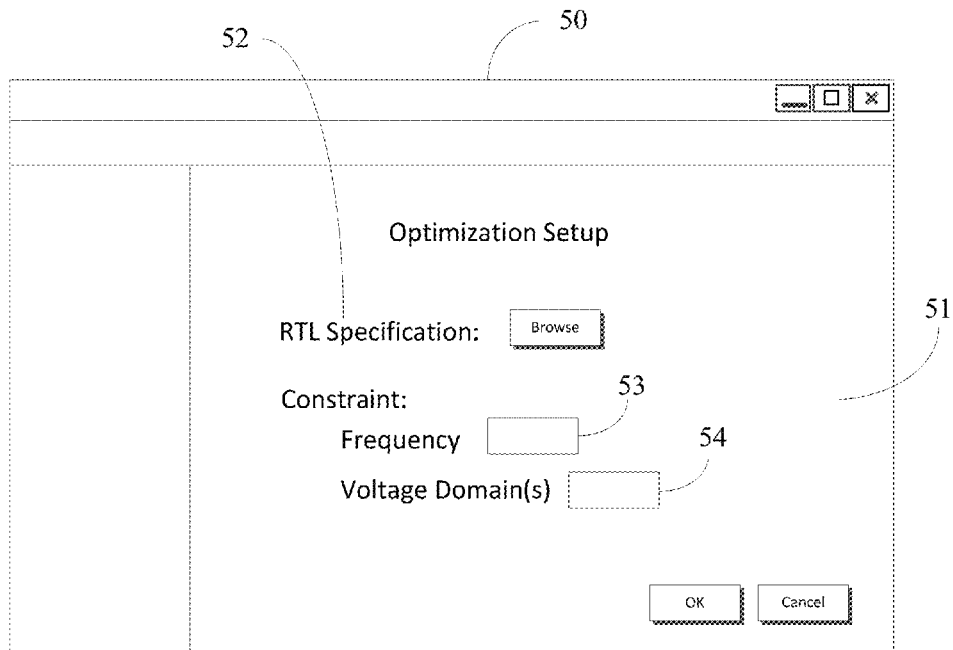 50
52
Optimization Setup
51
RTL Specification: Browse
Constraint:
53
Frequency
54
Voltage Domain(s)
OK Cancel